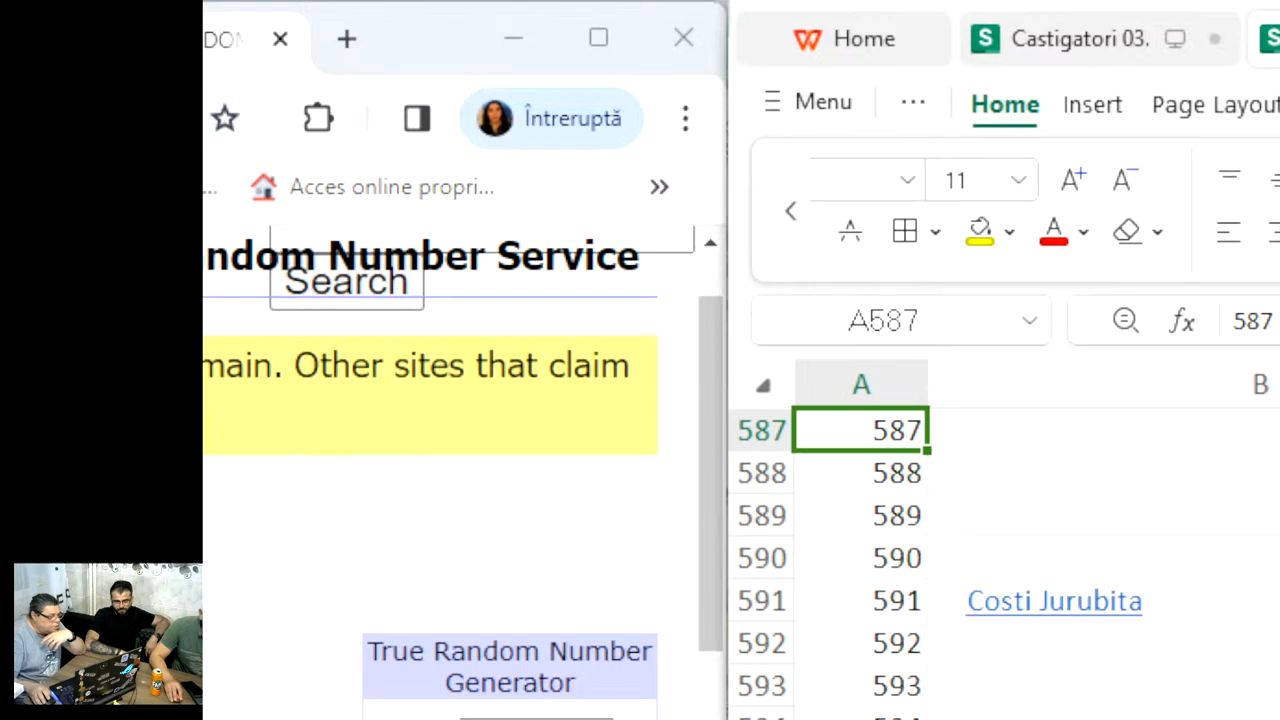 DOM
Întreruptă
... Acces online propri...
ndom Number Service
Search
main. Other sites that claim
True Random Number
Generator
Home
S Castigatori 03.
S
Menu ... Home Insert Page Layout
11 A+ A-
A
A587 fx 587
A B
587 587
588 588
589 589
590 590
591 591 Costi Jurubita
592 592
593 593